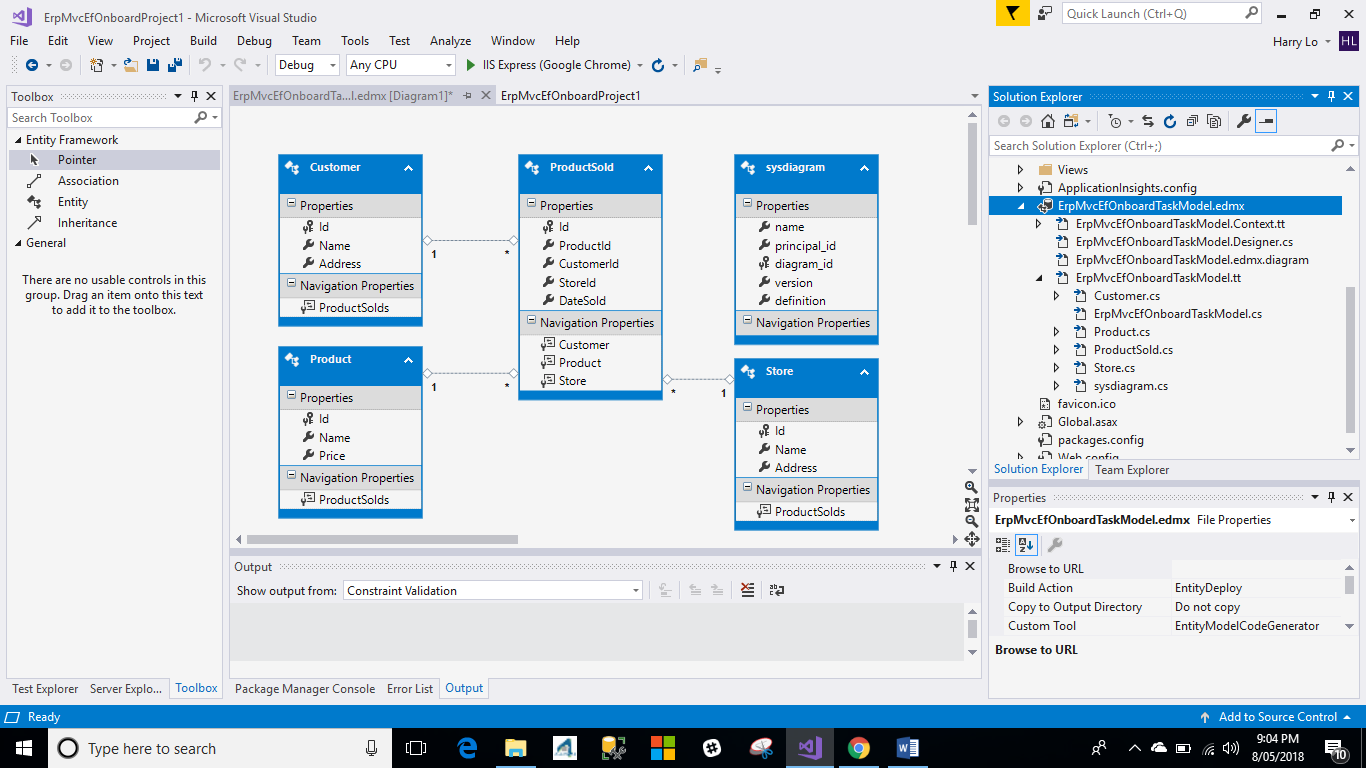 ErpMvcEfOnboardProject1 - Microsoft Visual Studio
Quick Launch (Ctrl+Q)
File Edit View Project Build Debug Team Tools Test Analyze Window Help
Harry Lo HL
Debug Any CPU IIS Express (Google Chrome)
Toolbox
Search Toolbox
Entity Framework
Pointer
Association
Entity
Inheritance
General
There are no usable controls in this
group. Drag an item onto this text
to add it to the toolbox.
Test Explorer Server Explo... Toolbox
ErpMvcEfOnboardTa...l.edmx [Diagram1]* ErpMvcEfOnboardProject1
Customer
Properties
Id
Name
Address
Navigation Properties
ProductSolds
1 *
Product
Properties
Id
Name
Price
Navigation Properties
ProductSolds
1 *
ProductSold
Properties
Id
ProductId
CustomerId
StoreId
DateSold
Navigation Properties
Customer
Product
Store
* 1
sysdiagram
Properties
name
principal_id
diagram_id
version
definition
Navigation Properties
Store
Properties
Id
Name
Address
Navigation Properties
ProductSolds
Output
Show output from: Constraint Validation
Package Manager Console Error List Output
Solution Explorer
Search Solution Explorer (Ctrl+;)
Views
ApplicationInsights.config
ErpMvcEfOnboardTaskModel.edmx
ErpMvcEfOnboardTaskModel.Context.tt
ErpMvcEfOnboardTaskModel.Designer.cs
ErpMvcEfOnboardTaskModel.edmx.diagram
ErpMvcEfOnboardTaskModel.tt
Customer.cs
ErpMvcEfOnboardTaskModel.cs
Product.cs
ProductSold.cs
Store.cs
sysdiagram.cs
favicon.ico
Global.asax
packages.config
Web.config
Solution Explorer Team Explorer
Properties
ErpMvcEfOnboardTaskModel.edmx File Properties
Browse to URL
Build Action EntityDeploy
Copy to Output Directory Do not copy
Custom Tool EntityModelCodeGenerator
Browse to URL
Ready
Add to Source Control
Type here to search
9:04 PM
8/05/2018
10